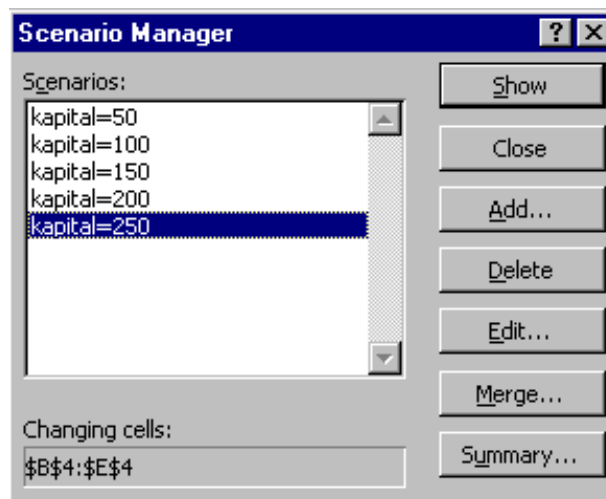 Scenario Manager
Scenarios:
kapital=50
kapital=100
kapital=150
kapital=200
kapital=250
Changing cells:
$B$4:$E$4
Show
Close
Add...
Delete
Edit...
Merge...
Summary...